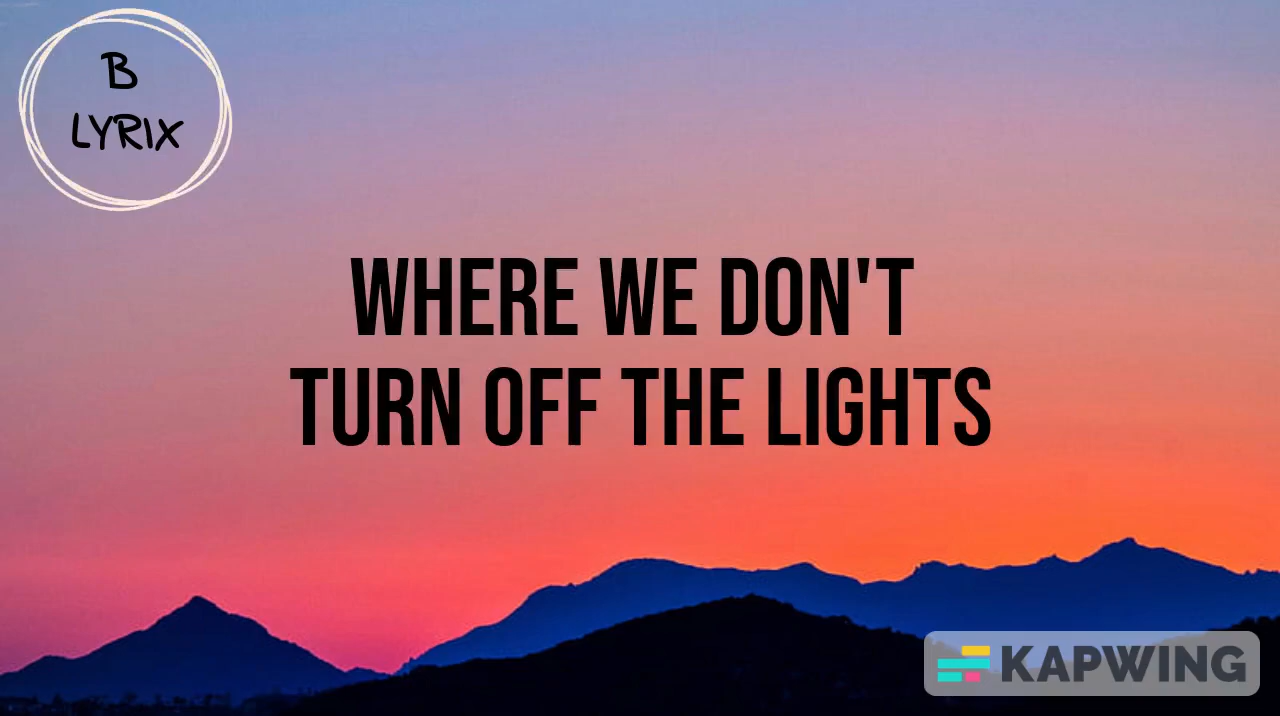 B
LYRIX
WHERE WE DON'T
TURN OFF THE LIGHTS
KAPWING